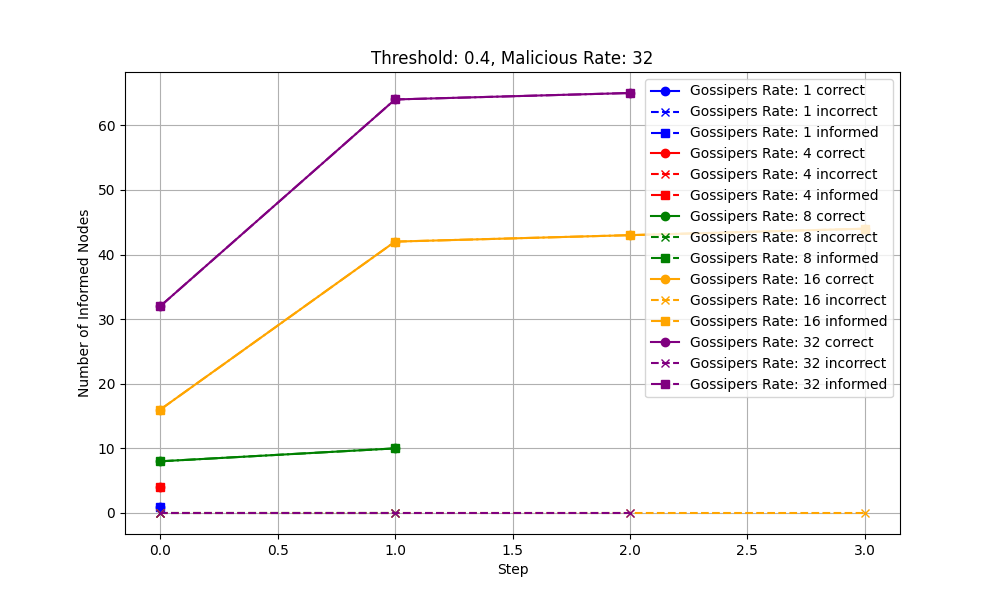 Threshold: 0.4, Malicious Rate: 32
Number of Informed Nodes
60
50
40
30
20
10
0
0.0
0.5
1.0
1.5
2.0
2.5
3.0
Step
Gossipers Rate: 1 correct
Gossipers Rate: 1 incorrect
Gossipers Rate: 1 informed
Gossipers Rate: 4 correct
Gossipers Rate: 4 incorrect
Gossipers Rate: 4 informed
Gossipers Rate: 8 correct
Gossipers Rate: 8 incorrect
Gossipers Rate: 8 informed
Gossipers Rate: 16 correct
Gossipers Rate: 16 incorrect
Gossipers Rate: 16 informed
Gossipers Rate: 32 correct
Gossipers Rate: 32 incorrect
Gossipers Rate: 32 informed